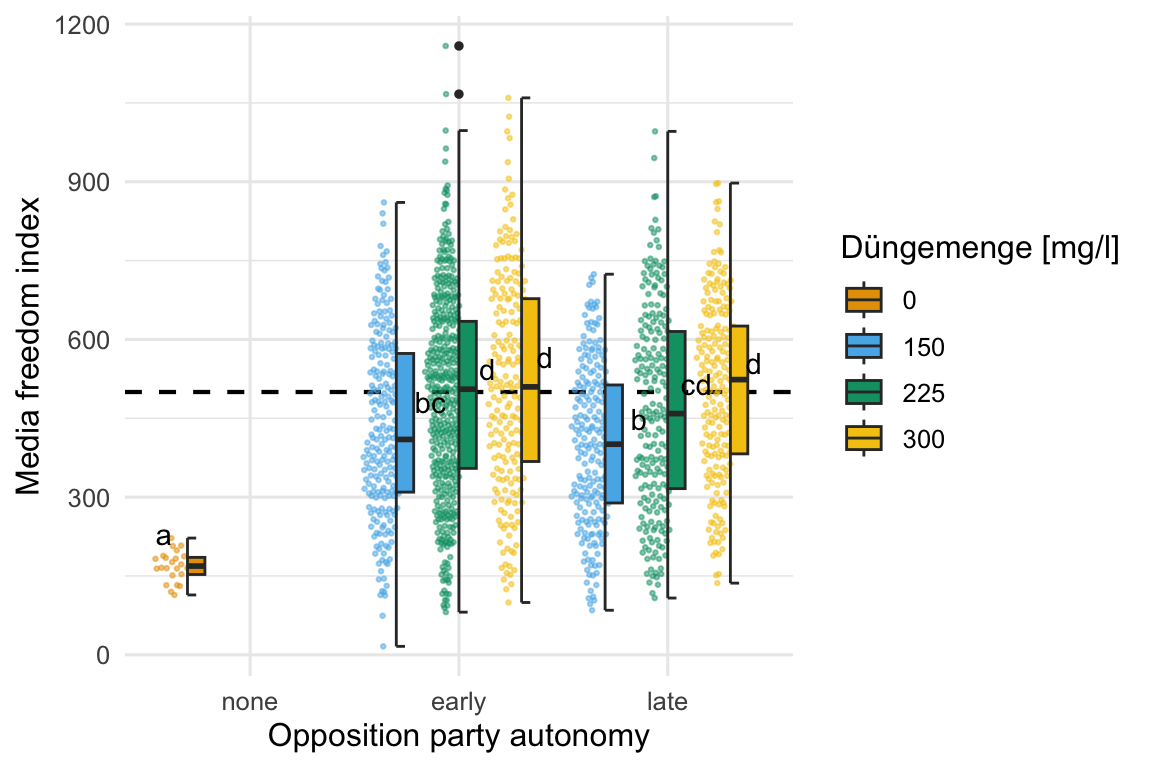 1200
900
600
300
0
a
bc
d
d
b
cd
d
none
early
late
Opposition party autonomy
Media freedom index
Düngemenge [mg/l]
0
150
225
300